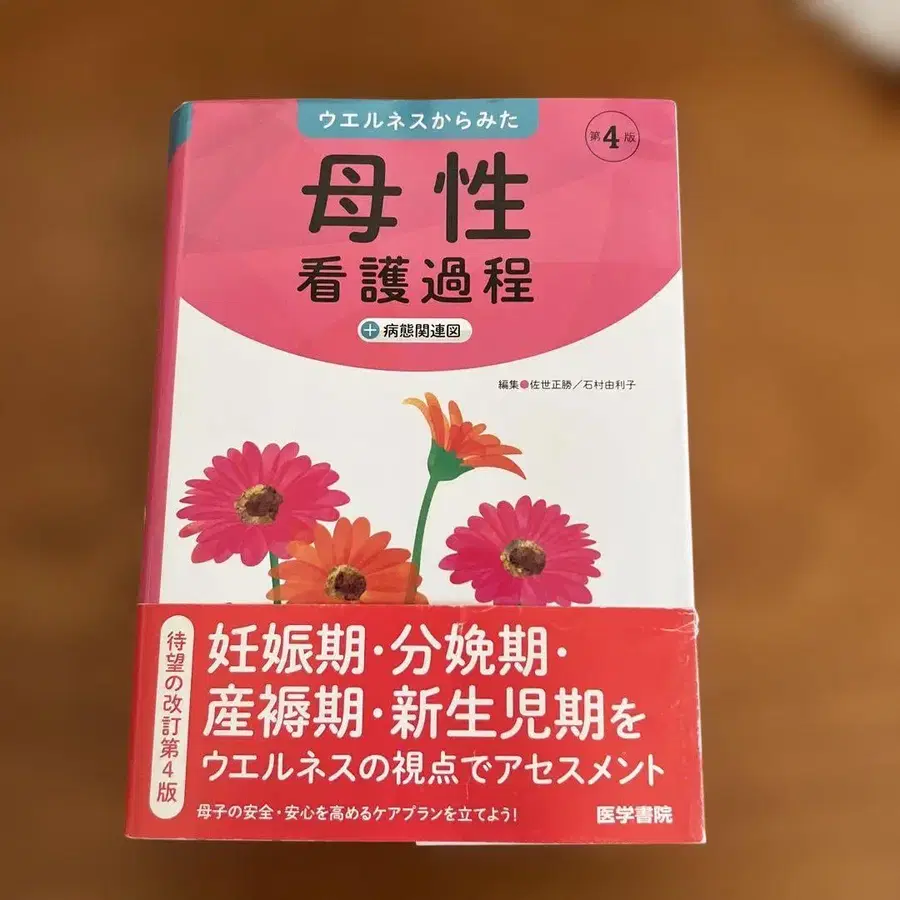 ウエルネスからみた
第4版
母性
看護過程
+病態関連図
編集●佐世正勝／石村由利子
待望の改訂第4版
妊娠期・分娩期・
産褥期・新生児期を
ウエルネスの視点でアセスメント
母子の安全・安心を高めるケアプランを立てよう！
医学書院